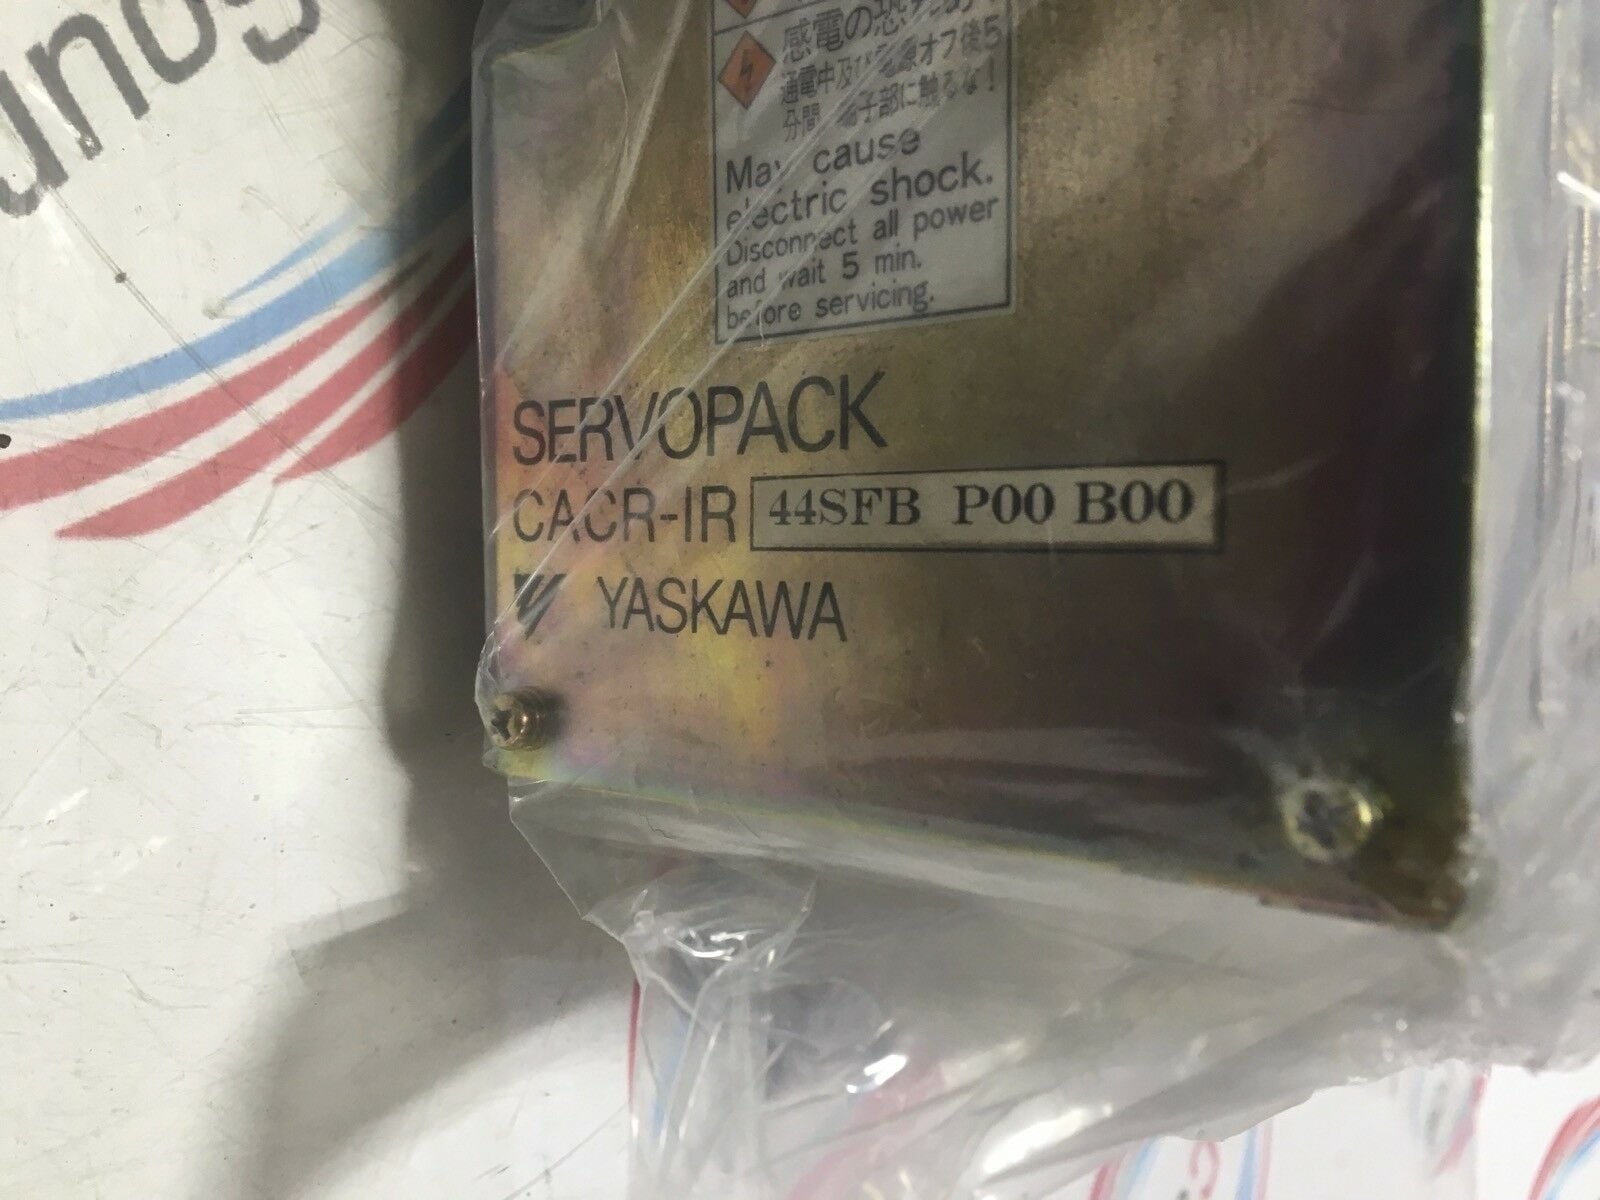 感電の恐
通電中及び電源オフ後5
分間 端子部に触るな!
May cause
electric shock.
Disconnect all power
and wait 5 min.
before servicing.
SERVOPACK
CACR-IR 44SFB P00 B00
YASKAWA